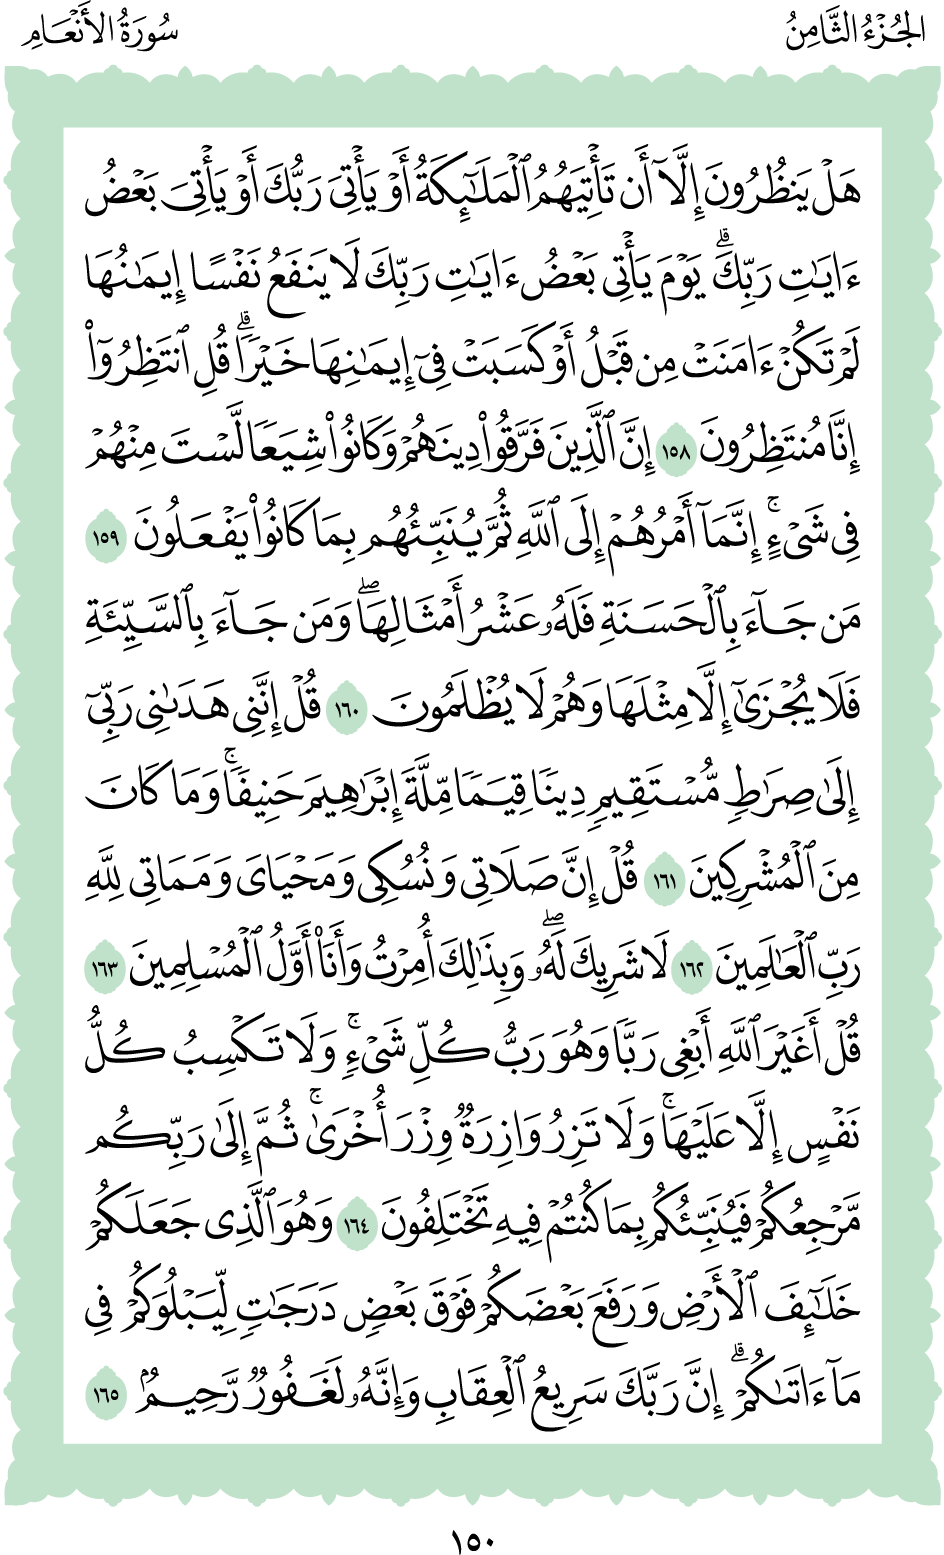 الجُزْءُ الثَّامِنُ
سُورَةُ الأَنْعَامِ
هَلْ يَنظُرُونَ إِلَّآ أَن تَأْتِيَهُمُ ٱلْمَلَٰٓئِكَةُ أَوْ يَأْتِىَ رَبُّكَ أَوْ يَأْتِىَ بَعْضُ
ءَايَٰتِ رَبِّكَۗ يَوْمَ يَأْتِى بَعْضُ ءَايَٰتِ رَبِّكَ لَا يَنفَعُ نَفْسًا إِيمَٰنُهَا
لَمْ تَكُنْ ءَامَنَتْ مِن قَبْلُ أَوْ كَسَبَتْ فِىٓ إِيمَٰنِهَا خَيْرًاۗ قُلِ ٱنتَظِرُوٓا۟
إِنَّا مُنتَظِرُونَ ١٥٨ إِنَّ ٱلَّذِينَ فَرَّقُوا۟ دِينَهُمْ وَكَانُوا۟ شِيَعًا لَّسْتَ مِنْهُمْ
فِى شَىْءٍۚ إِنَّمَآ أَمْرُهُمْ إِلَى ٱللَّهِ ثُمَّ يُنَبِّئُهُم بِمَا كَانُوا۟ يَفْعَلُونَ ١٥٩
مَن جَآءَ بِٱلْحَسَنَةِ فَلَهُۥ عَشْرُ أَمْثَالِهَاۖ وَمَن جَآءَ بِٱلسَّيِّئَةِ
فَلَا يُجْزَىٰٓ إِلَّا مِثْلَهَا وَهُمْ لَا يُظْلَمُونَ ١٦٠ قُلْ إِنَّنِى هَدَىٰنِى رَبِّىٓ
إِلَىٰ صِرَٰطٍ مُّسْتَقِيمٍ دِينًا قِيَمًا مِّلَّةَ إِبْرَٰهِيمَ حَنِيفًاۚ وَمَا كَانَ
مِنَ ٱلْمُشْرِكِينَ ١٦١ قُلْ إِنَّ صَلَاتِى وَنُسُكِى وَمَحْيَاىَ وَمَمَاتِى لِلَّهِ
رَبِّ ٱلْعَٰلَمِينَ ١٦٢ لَا شَرِيكَ لَهُۥۖ وَبِذَٰلِكَ أُمِرْتُ وَأَنَا۠ أَوَّلُ ٱلْمُسْلِمِينَ ١٦٣
قُلْ أَغَيْرَ ٱللَّهِ أَبْغِى رَبًّا وَهُوَ رَبُّ كُلِّ شَىْءٍۚ وَلَا تَكْسِبُ كُلُّ
نَفْسٍ إِلَّا عَلَيْهَاۚ وَلَا تَزِرُ وَازِرَةٌ وِزْرَ أُخْرَىٰۚ ثُمَّ إِلَىٰ رَبِّكُم
مَّرْجِعُكُمْ فَيُنَبِّئُكُم بِمَا كُنتُمْ فِيهِ تَخْتَلِفُونَ ١٦٤ وَهُوَ ٱلَّذِى جَعَلَكُمْ
خَلَٰٓئِفَ ٱلْأَرْضِ وَرَفَعَ بَعْضَكُمْ فَوْقَ بَعْضٍ دَرَجَٰتٍ لِّيَبْلُوَكُمْ فِى
مَآ ءَاتَىٰكُمْۗ إِنَّ رَبَّكَ سَرِيعُ ٱلْعِقَابِ وَإِنَّهُۥ لَغَفُورٌ رَّحِيمٌۢ ١٦٥
١٥٠